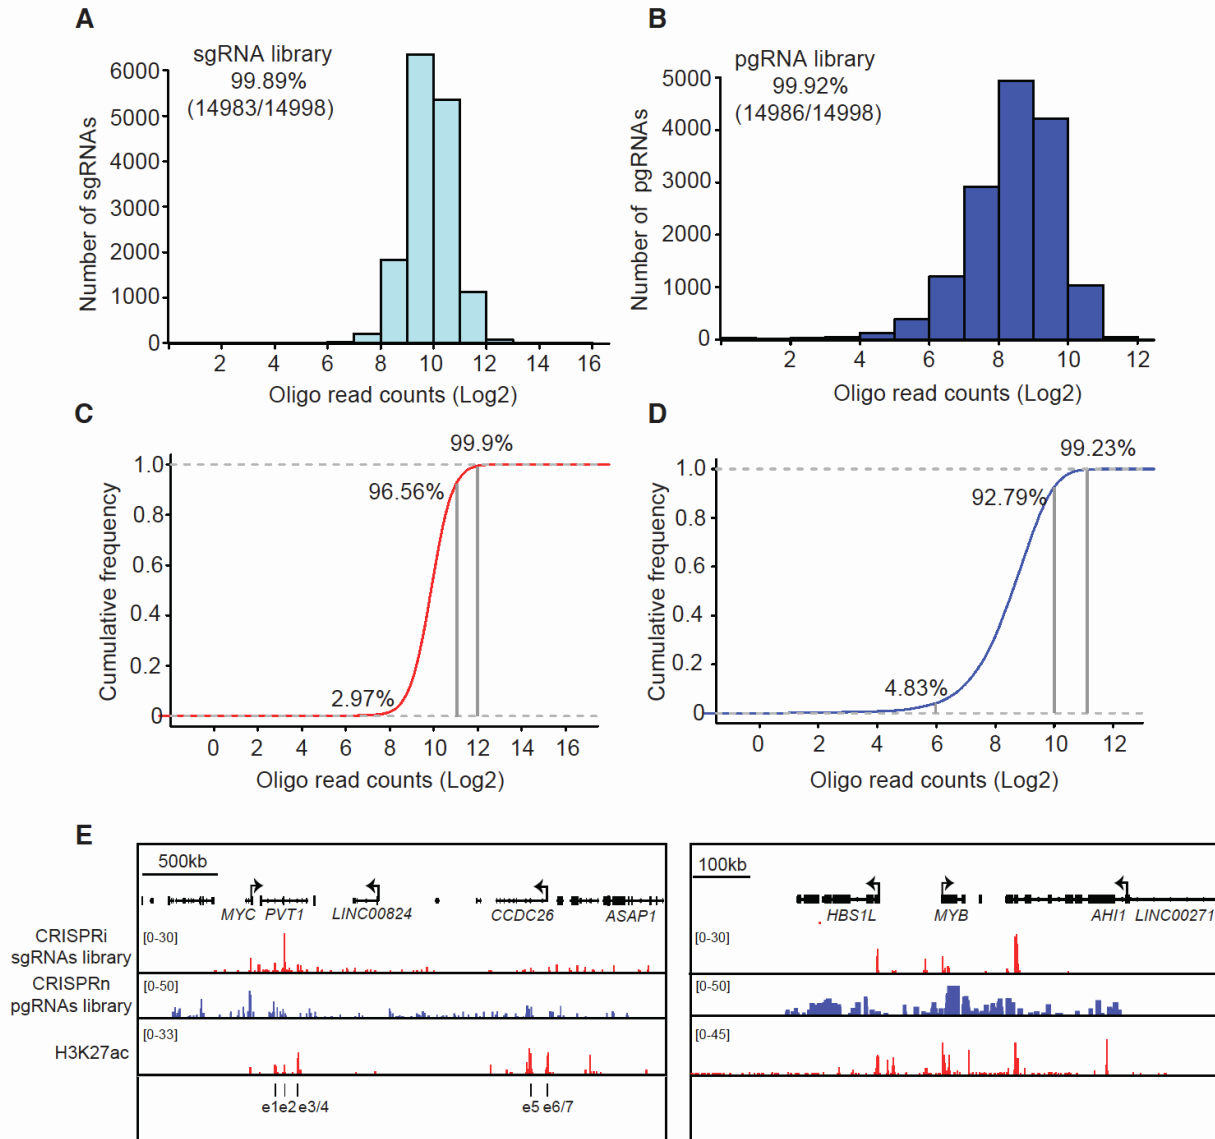 A
sgRNA library
99.89%
(14983/14998)
Number of sgRNAs
6000
5000
4000
3000
2000
1000
0
2 4 6 8 10 12 14 16
Oligo read counts (Log2)
B
pgRNA library
99.92%
(14986/14998)
Number of pgRNAs
5000
4000
3000
2000
1000
0
2 4 6 8 10 12
Oligo read counts (Log2)
C
99.9%
96.56%
2.97%
Cumulative frequency
1.0
0.8
0.6
0.4
0.2
0
0 2 4 6 8 10 12 14 16
Oligo read counts (Log2)
D
99.23%
92.79%
4.83%
Cumulative frequency
1.0
0.8
0.6
0.4
0.2
0
0 2 4 6 8 10 12
Oligo read counts (Log2)
E
500kb
MYC PVT1 LINC00824 CCDC26 ASAP1
CRISPRi
sgRNAs library
[0-30]
CRISPRn
pgRNAs library
[0-50]
H3K27ac
[0-33]
e1e2e3/4 e5 e6/7
100kb
HBS1L MYB AHI1 LINC00271
[0-30]
[0-50]
[0-45]